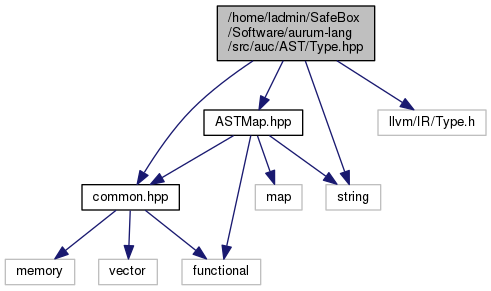 /home/ladmin/SafeBox
/Software/aurum-lang
/src/auc/AST/Type.hpp
ASTMap.hpp
llvm/IR/Type.h
common.hpp
map
string
memory
vector
functional